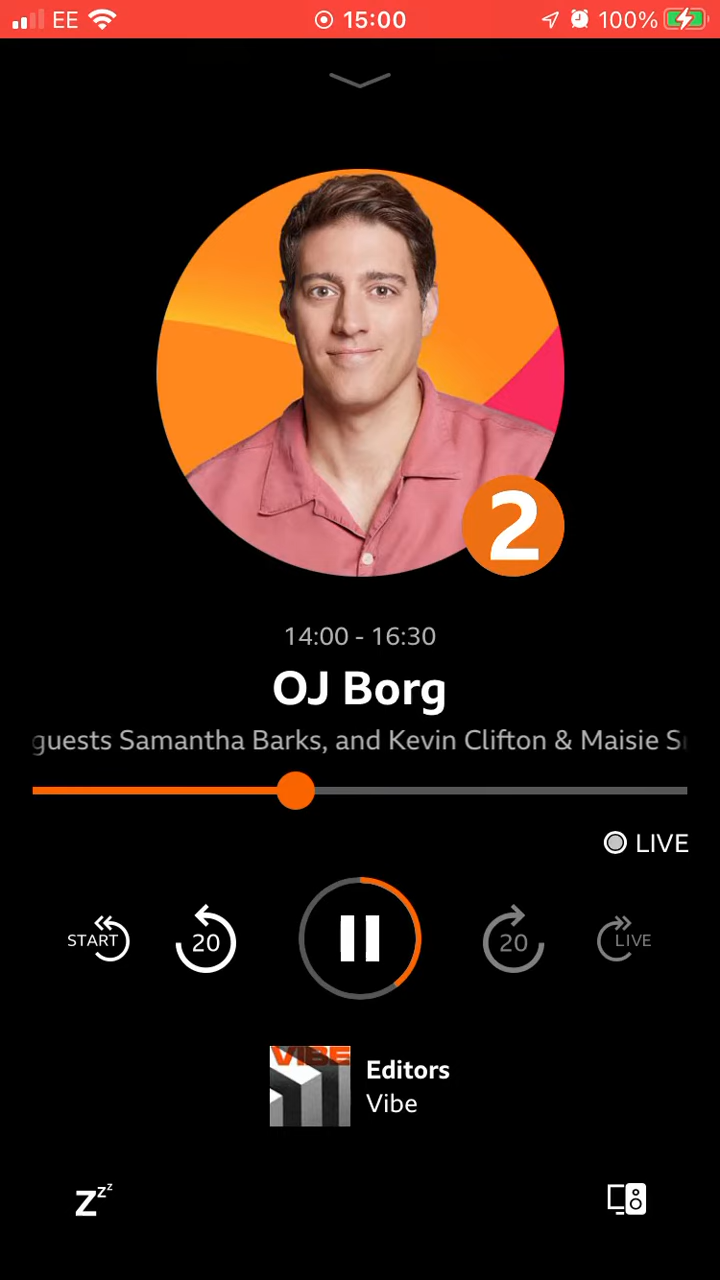 EE 15:00 100%
2
14:00 - 16:30
OJ Borg
guests Samantha Barks, and Kevin Clifton & Maisie S
LIVE
START 20 20 LIVE
VIBE
Editors
Vibe
Zzz